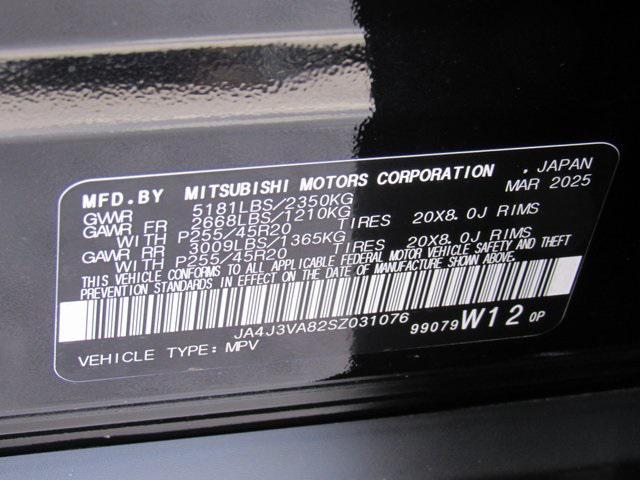 MFD.BY MITSUBISHI MOTORS CORPORATION . JAPAN
GWWR 5181LBS/2350KG MAR 2025
GAWR FR 2668LBS/1210KG TIRES 20X8.0J RIMS
WITH P255/45R20
GAWR RR 3009LBS/1365KG TIRES 20X8.0J RIMS
WITH P255/45R20
THIS VEHICLE CONFORMS TO ALL APPLICABLE FEDERAL MOTOR VEHICLE SAFETY AND THEFT
PREVENTION STANDARDS IN EFFECT ON THE DATE OF MANUFACTURE SHOWN ABOVE.
JA4J3VA82SZ031076
99079 W12 0P
VEHICLE TYPE: MPV